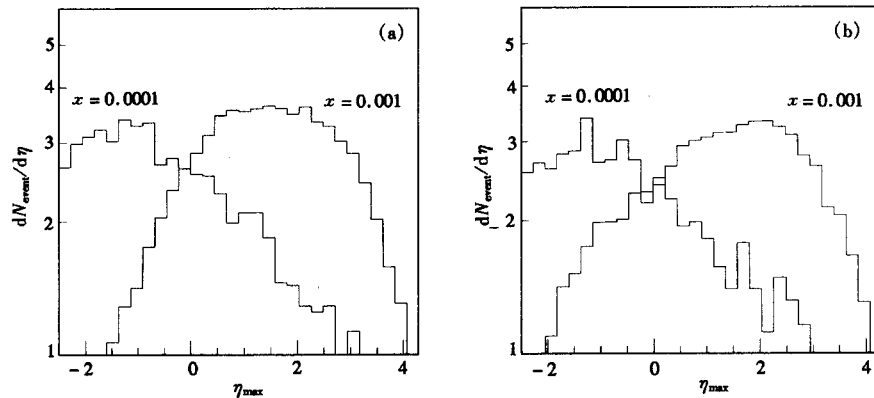 (a)
5
4
3
2
1
x = 0.0001
x = 0.001
dN_event/dη
-2
0
2
4
η_max
(b)
5
4
3
2
1
x = 0.0001
x = 0.001
dN_event/dη
-2
0
2
4
η_max